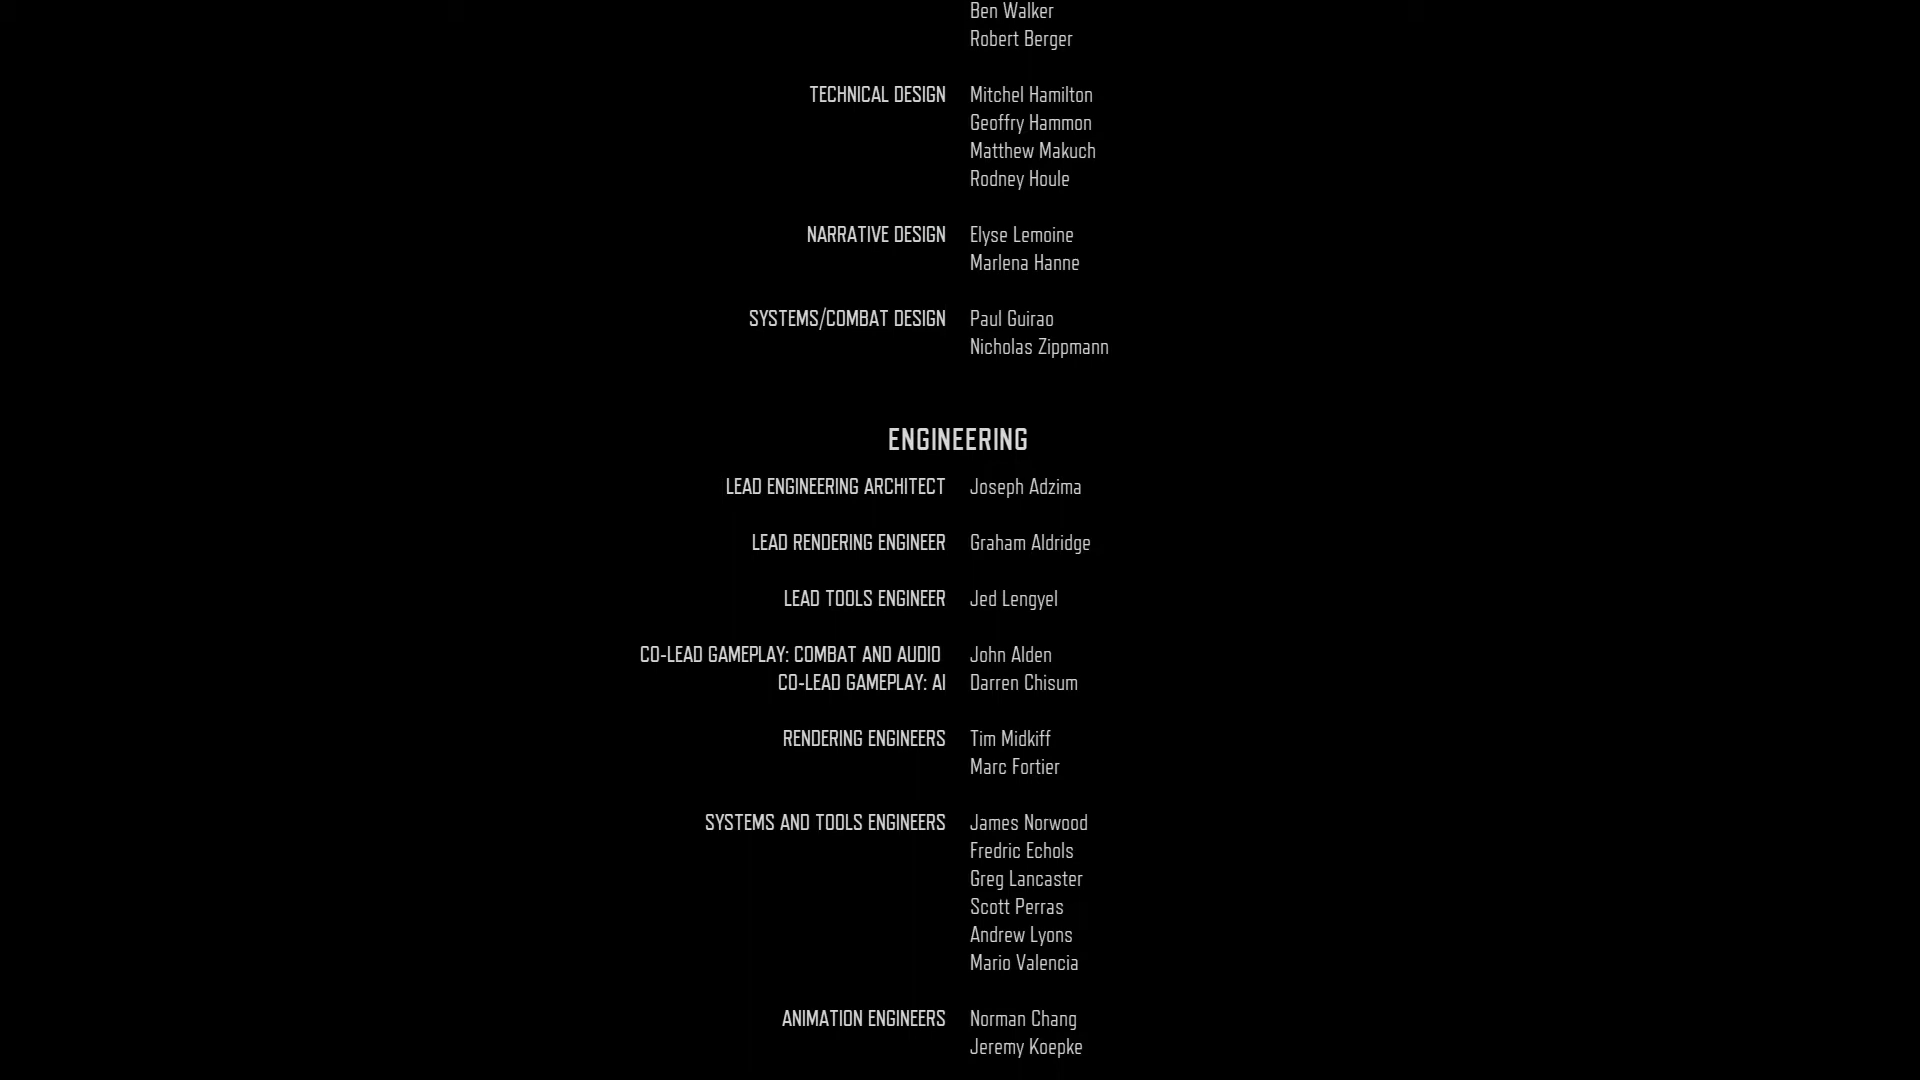 Ben Walker
Robert Berger
TECHNICAL DESIGN Mitchel Hamilton
Geoffry Hammon
Matthew Makuch
Rodney Houle
NARRATIVE DESIGN Elyse Lemoine
Marlena Hanne
SYSTEMS/COMBAT DESIGN Paul Guirao
Nicholas Zippmann
ENGINEERING
LEAD ENGINEERING ARCHITECT Joseph Adzima
LEAD RENDERING ENGINEER Graham Aldridge
LEAD TOOLS ENGINEER Jed Lengyel
CO-LEAD GAMEPLAY: COMBAT AND AUDIO John Alden
CO-LEAD GAMEPLAY: AI Darren Chisum
RENDERING ENGINEERS Tim Midkiff
Marc Fortier
SYSTEMS AND TOOLS ENGINEERS James Norwood
Fredric Echols
Greg Lancaster
Scott Perras
Andrew Lyons
Mario Valencia
ANIMATION ENGINEERS Norman Chang
Jeremy Koepke